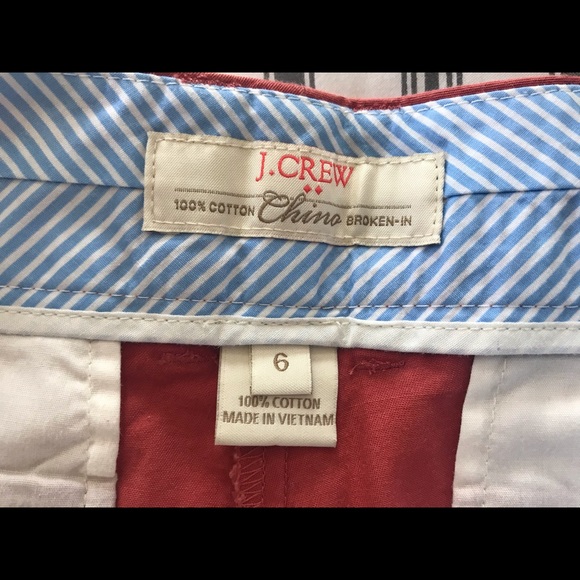 J.CREW
100% COTTON Chino BROKEN-IN
6
100% COTTON
MADE IN VIETNAM